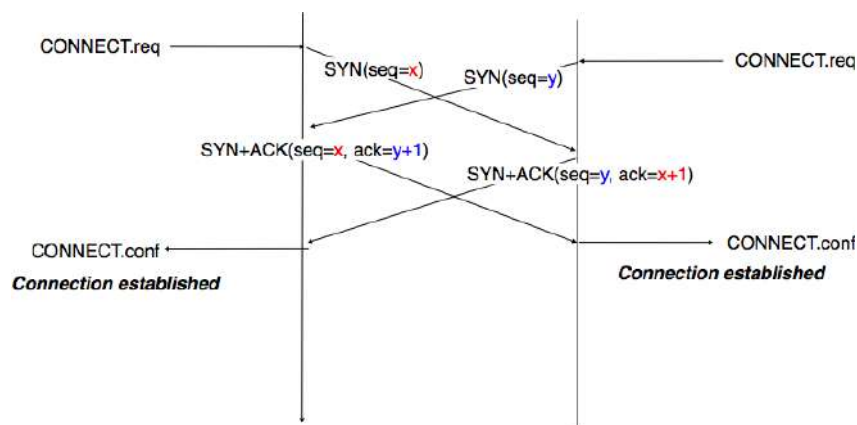 CONNECT.req
SYN(seq=x)
SYN(seq=y)
CONNECT.req
SYN+ACK(seq=x, ack=y+1)
SYN+ACK(seq=y, ack=x+1)
CONNECT.conf
Connection established
CONNECT.conf
Connection established